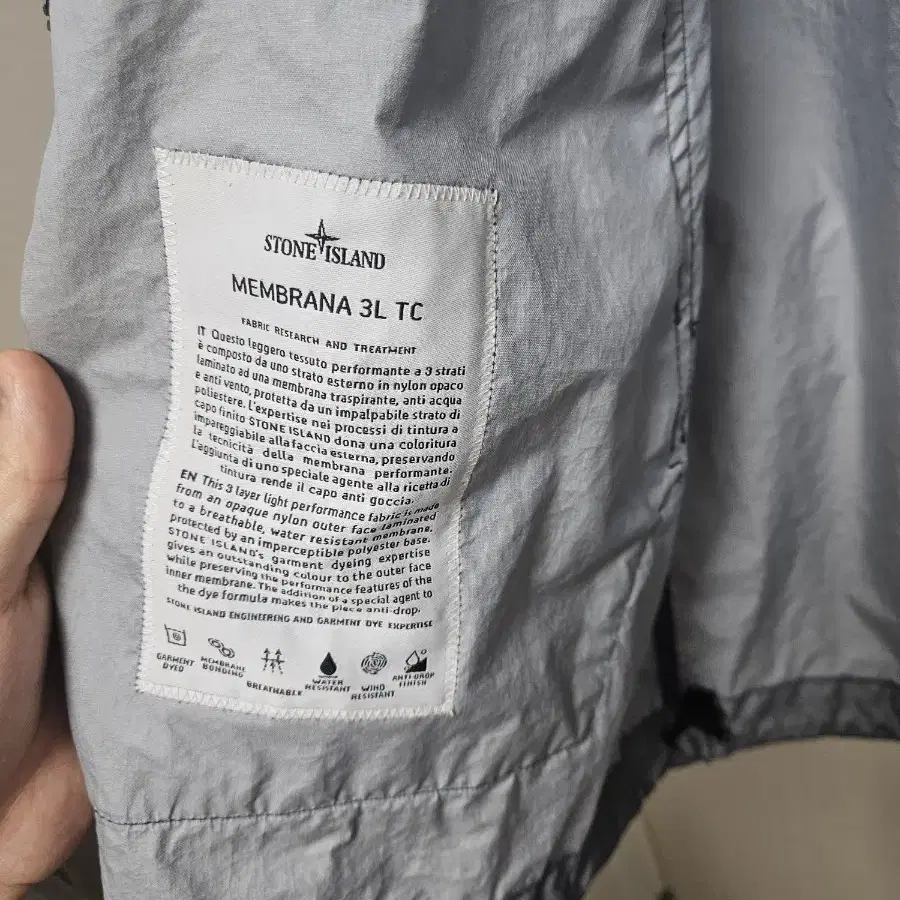 STONE ISLAND
MEMBRANA 3L TC
FABRIC RESEARCH AND TREATMENT
IT Questo leggero tessuto performante a 3 strati
è composto da uno strato esterno in nylon opaco
laminato ad una membrana traspirante, anti acqua
e anti vento, protetta da un impalpabile strato di
poliestere. L'expertise nei processi di tintura a
capo finito STONE ISLAND dona una coloritura
impareggiabile alla faccia esterna, preservando
la tecnicità della membrana performante.
L'aggiunta di uno speciale agente alla ricetta di
tintura rende il capo anti goccia.
EN This 3 layer light performance fabric is made
from an opaque nylon outer face laminated
to a breathable, water resistant membrane,
protected by an imperceptible polyester base.
STONE ISLAND's garment dyeing expertise
gives an outstanding colour to the outer face
while preserving the performance features of the
inner membrane. The addition of a special agent to
the dye formula makes the piece anti-drop.
STONE ISLAND ENGINEERING AND GARMENT DYE EXPERTISE
GARMENT DYED
MEMBRANE BONDING
BREATHABLE
WATER RESISTANT
WIND RESISTANT
ANTI-DROP FINISH